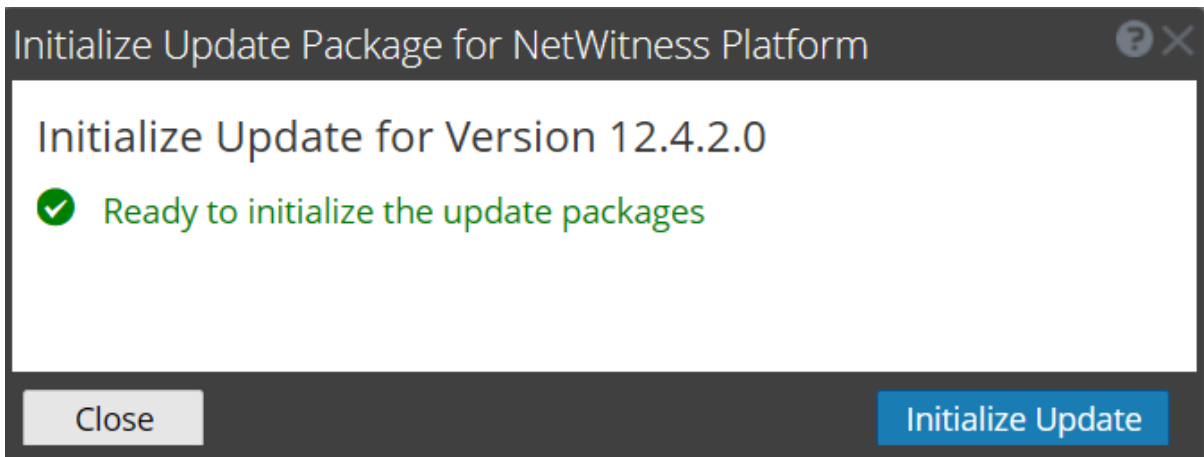 Initialize Update Package for NetWitness Platform
Initialize Update for Version 12.4.2.0
Ready to initialize the update packages
Close
Initialize Update